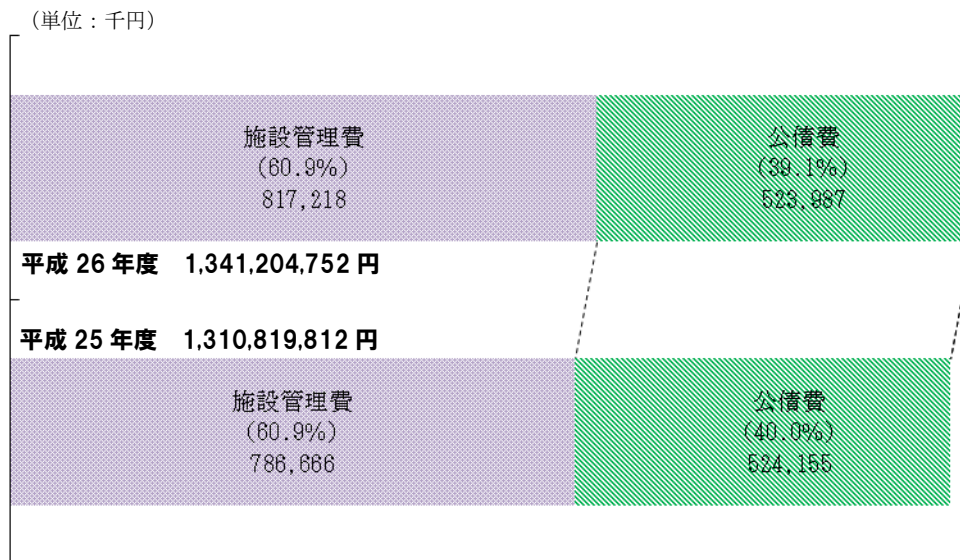 （単位：千円）
施設管理費
(60.9%)
817,218
公債費
(39.1%)
523,987
平成 26 年度　1,341,204,752 円
平成 25 年度　1,310,819,812 円
施設管理費
(60.9%)
786,666
公債費
(40.0%)
524,155